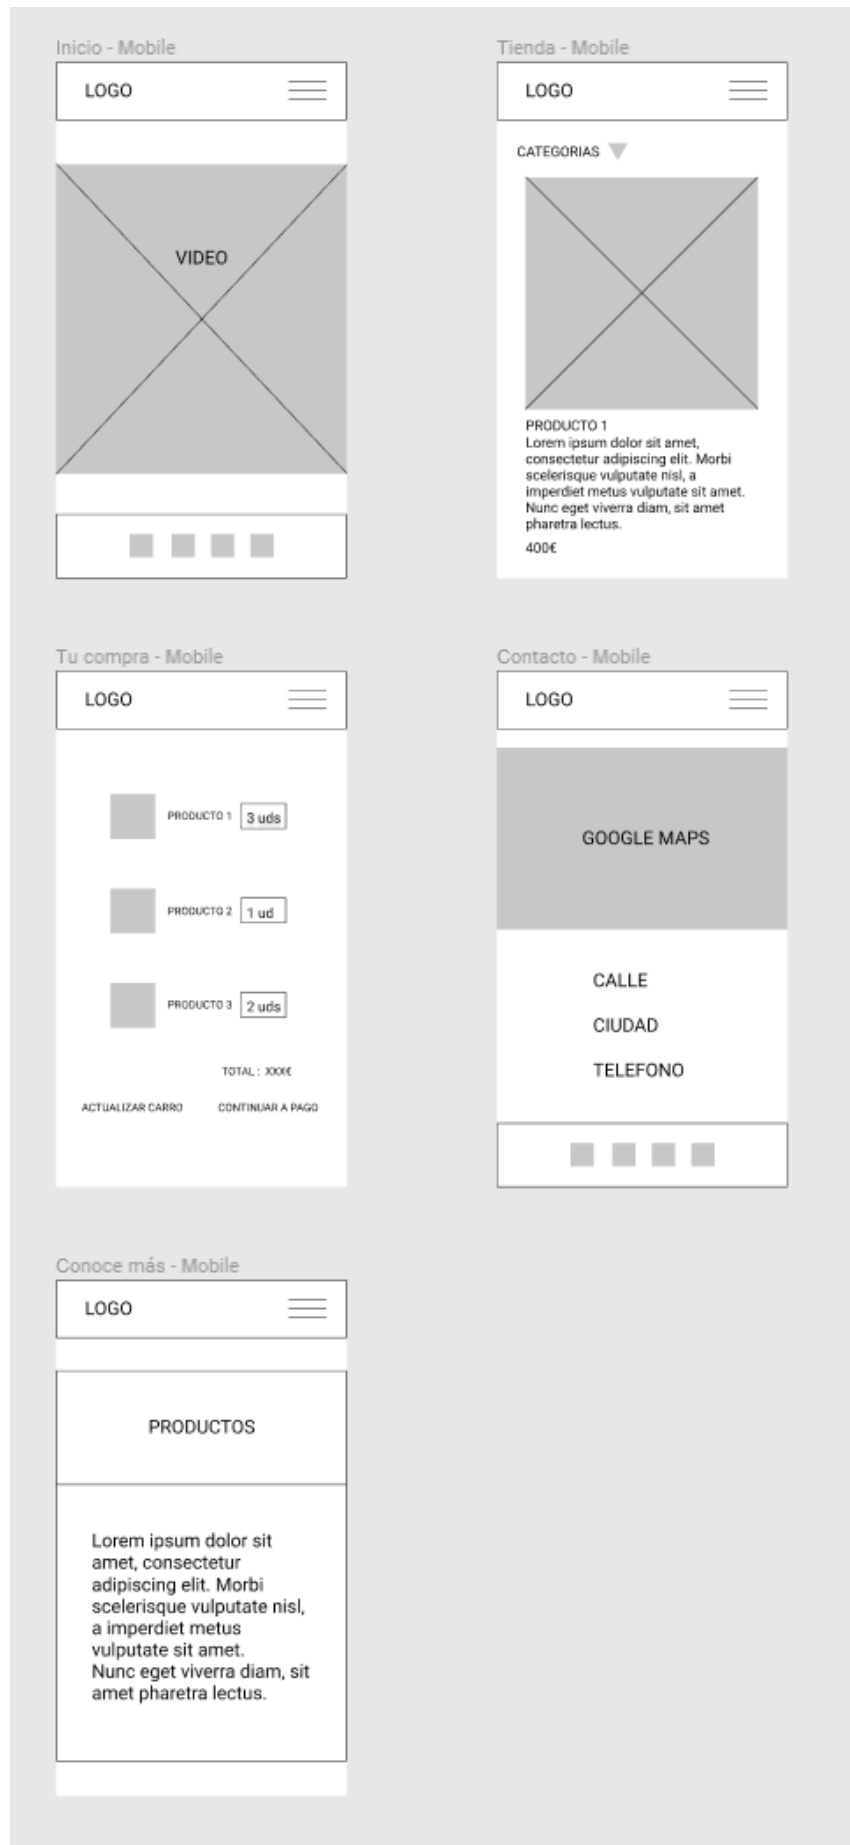 Inicio - Mobile
LOGO
VIDEO
Tienda - Mobile
LOGO
CATEGORIAS
PRODUCTO 1
Lorem ipsum dolor sit amet,
consectetur adipiscing elit. Morbi
scelerisque vulputate nisl, a
imperdiet metus vulputate sit amet.
Nunc eget viverra diam, sit amet
pharetra lectus.
400€
Tu compra - Mobile
LOGO
PRODUCTO 1 3 uds
PRODUCTO 2 1 ud
PRODUCTO 3 2 uds
TOTAL : XXX€
ACTUALIZAR CARRO CONTINUAR A PAGO
Contacto - Mobile
LOGO
GOOGLE MAPS
CALLE
CIUDAD
TELEFONO
Conoce más - Mobile
LOGO
PRODUCTOS
Lorem ipsum dolor sit
amet, consectetur
adipiscing elit. Morbi
scelerisque vulputate nisl,
a imperdiet metus
vulputate sit amet.
Nunc eget viverra diam, sit
amet pharetra lectus.